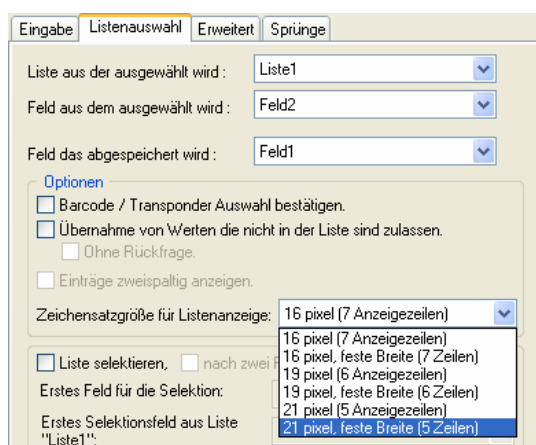 Eingabe Listenauswahl Erweitert Sprünge
Liste aus der ausgewählt wird : Liste1
Feld aus dem ausgewählt wird : Feld2
Feld das abgespeichert wird : Feld1
Optionen
Barcode / Transponder Auswahl bestätigen.
Übernahme von Werten die nicht in der Liste sind zulassen.
Ohne Rückfrage.
Einträge zweispaltig anzeigen.
Zeichensatzgröße für Listenanzeige: 16 pixel (7 Anzeigezeilen)
16 pixel (7 Anzeigezeilen)
16 pixel, feste Breite (7 Zeilen)
19 pixel (6 Anzeigezeilen)
19 pixel, feste Breite (6 Zeilen)
21 pixel (5 Anzeigezeilen)
21 pixel, feste Breite (5 Zeilen)
Liste selektieren, nach zwei
Erstes Feld für die Selektion:
Erstes Selektionsfeld aus Liste
"Liste1":